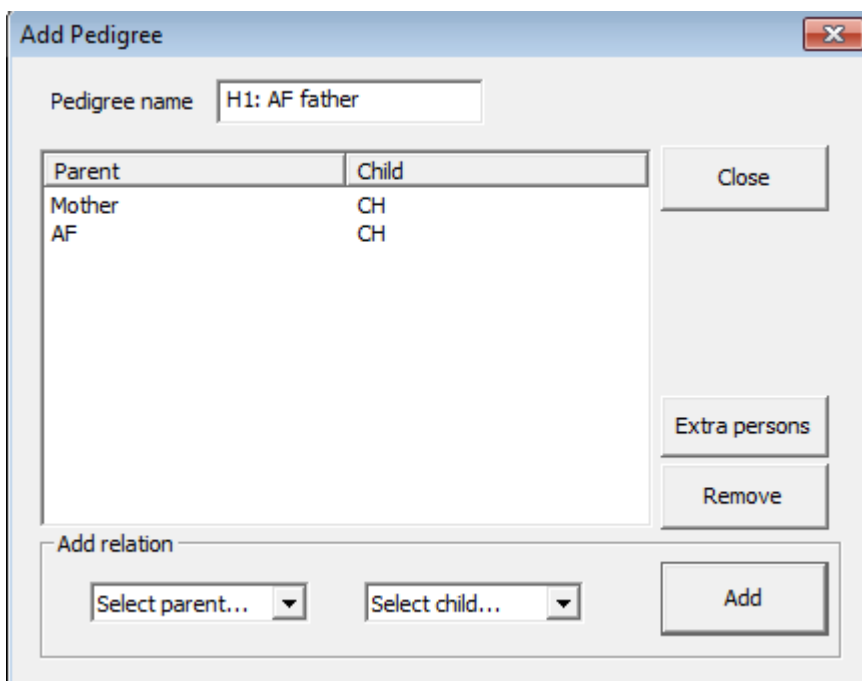 Add Pedigree
Pedigree name H1: AF father
Parent Child
Mother CH
AF CH
Close
Extra persons
Remove
Add relation
Select parent... Select child... Add